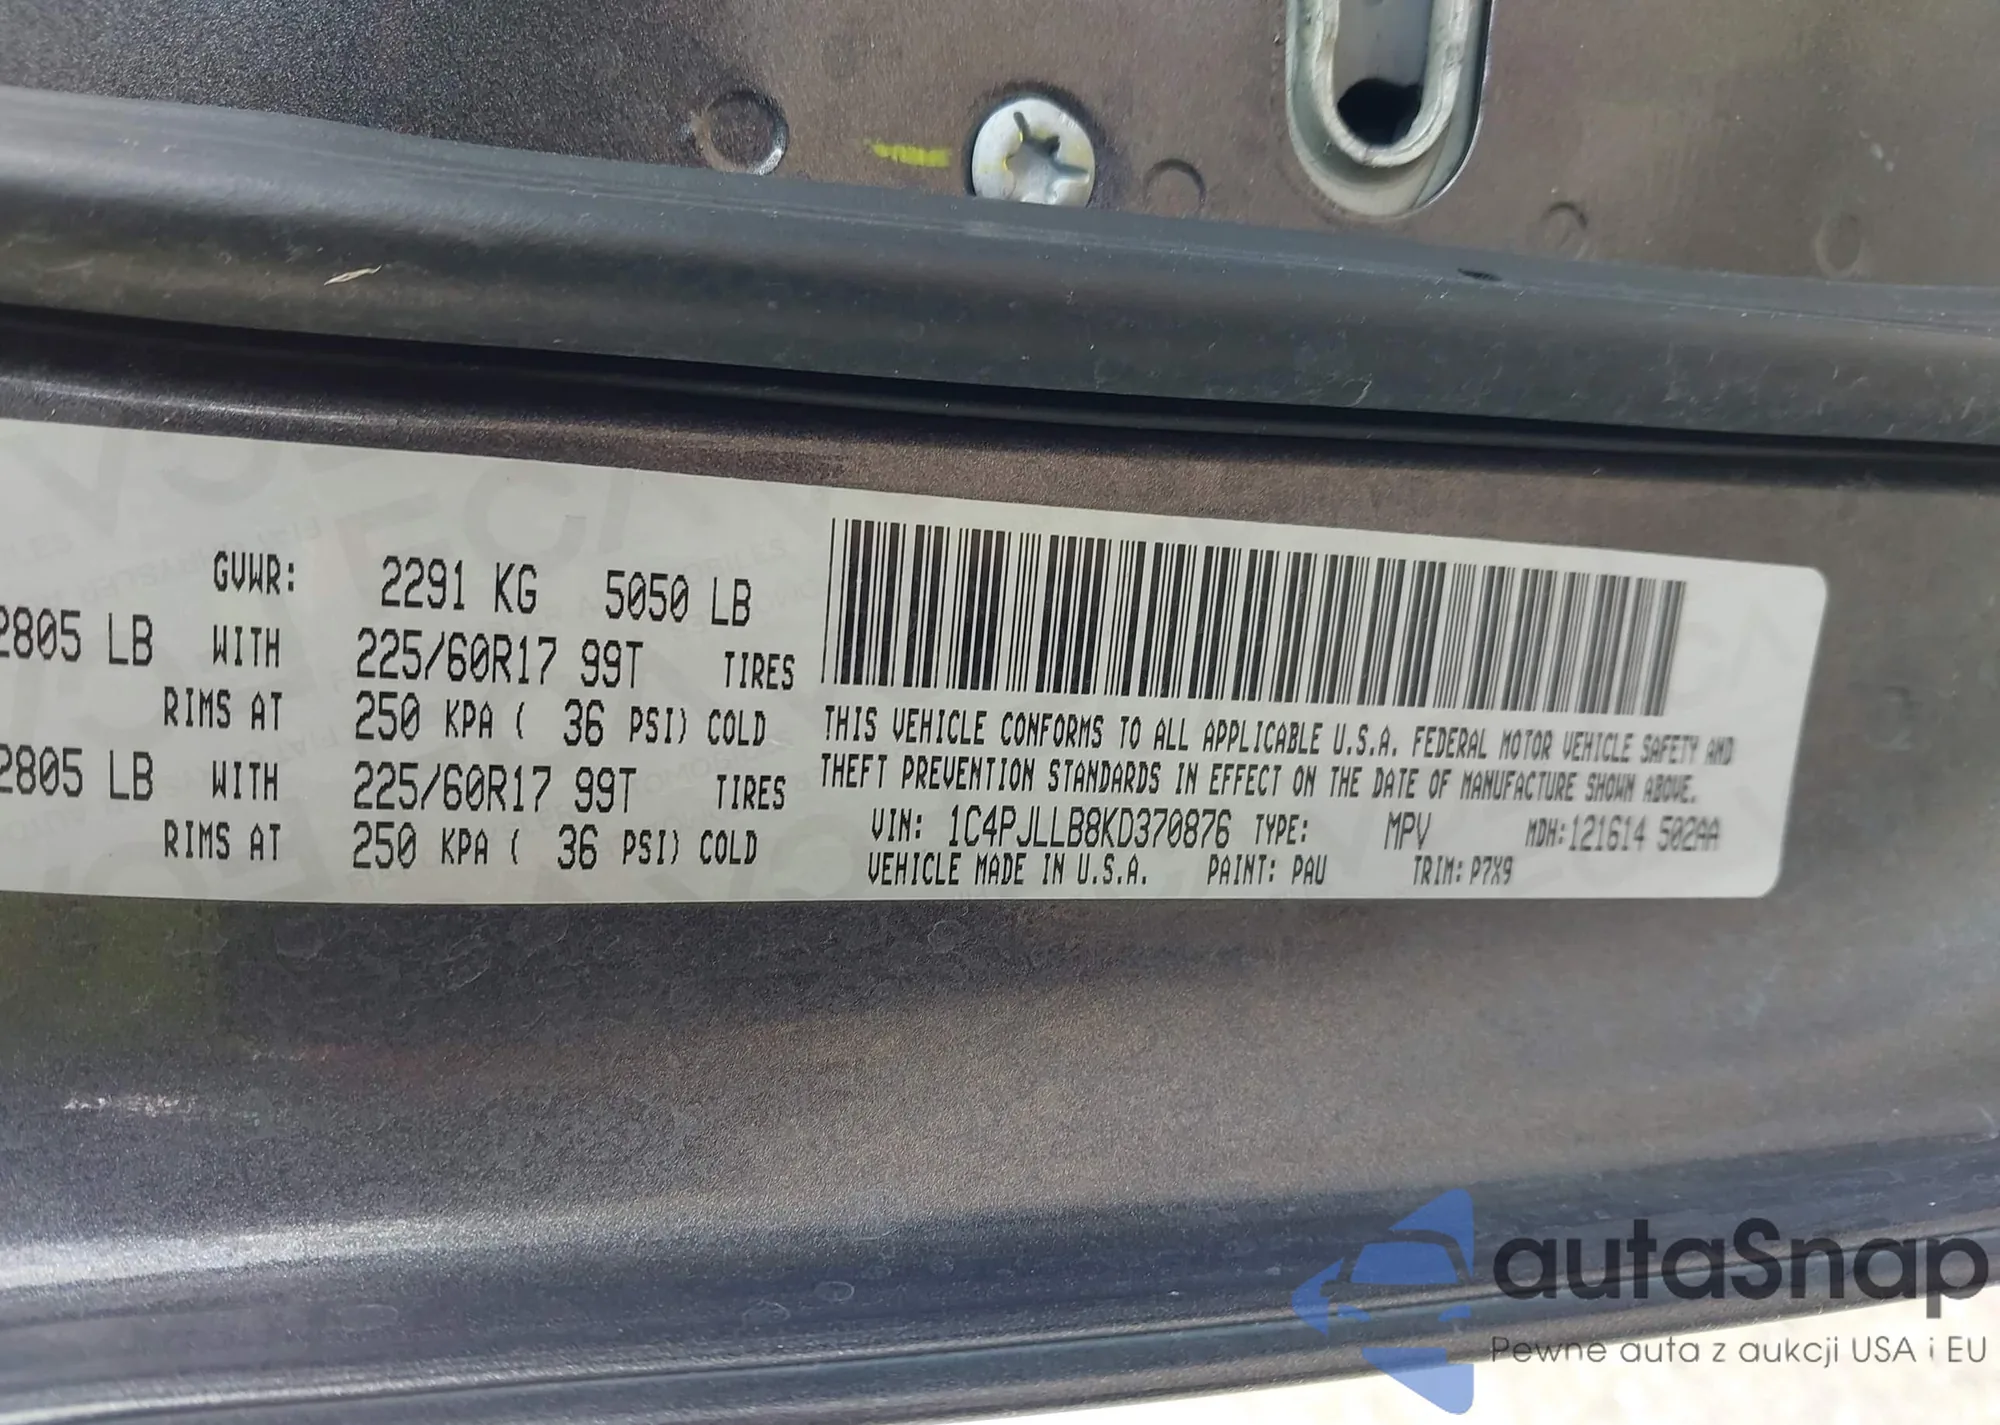 GVWR: 2291 KG 5050 LB
2805 LB WITH 225/60R17 99T TIRES
RIMS AT 250 KPA ( 36 PSI) COLD
2805 LB WITH 225/60R17 99T TIRES
RIMS AT 250 KPA ( 36 PSI) COLD
THIS VEHICLE CONFORMS TO ALL APPLICABLE U.S.A. FEDERAL MOTOR VEHICLE SAFETY AND
THEFT PREVENTION STANDARDS IN EFFECT ON THE DATE OF MANUFACTURE SHOWN ABOVE.
VIN: 1C4PJLLB8KD370876 TYPE: MPV MDH:121614 502AA
VEHICLE MADE IN U.S.A. PAINT: PAU TRIM: P7X9
autaSnap
Pewne auta z aukcji USA i EU